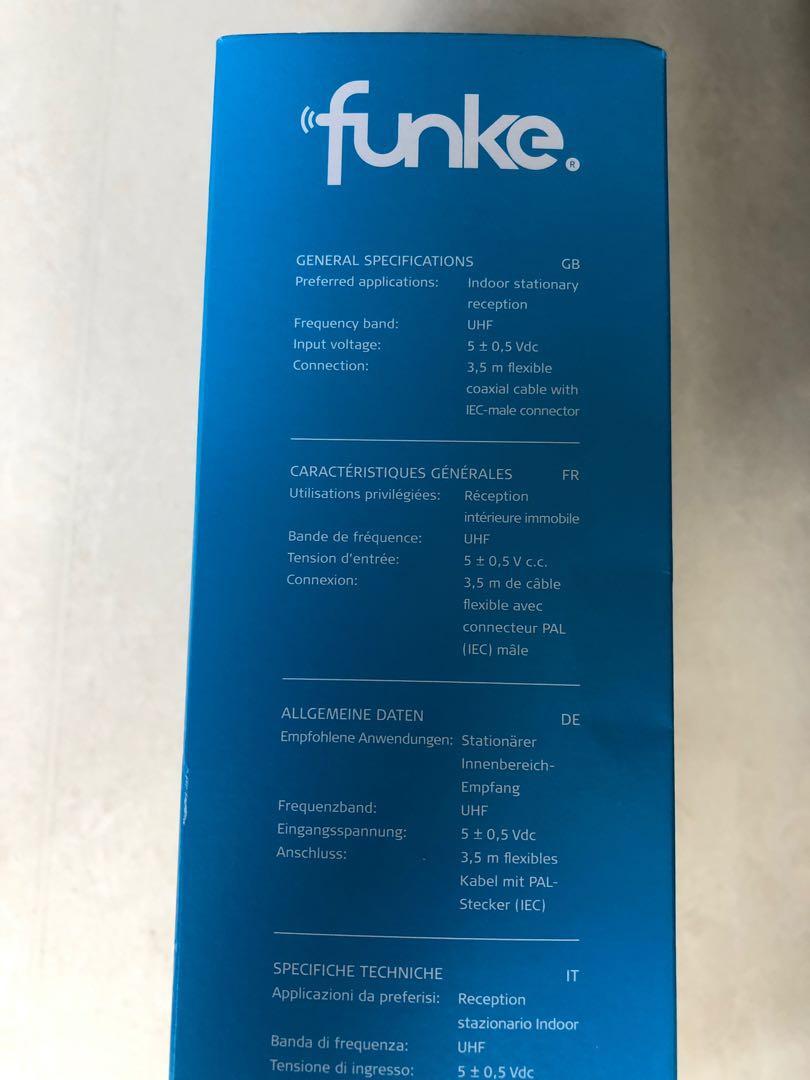 funke®
GENERAL SPECIFICATIONS GB
Preferred applications: Indoor stationary
reception
Frequency band: UHF
Input voltage: 5 ± 0,5 Vdc
Connection: 3,5 m flexible
coaxial cable with
IEC-male connector
CARACTÉRISTIQUES GÉNÉRALES FR
Utilisations privilégiées: Réception
intérieure immobile
Bande de fréquence: UHF
Tension d'entrée: 5 ± 0,5 V c.c.
Connexion: 3,5 m de câble
flexible avec
connecteur PAL
(IEC) mâle
ALLGEMEINE DATEN DE
Empfohlene Anwendungen: Stationärer
Innenbereich-
Empfang
Frequenzband: UHF
Eingangsspannung: 5 ± 0,5 Vdc
Anschluss: 3,5 m flexibles
Kabel mit PAL-
Stecker (IEC)
SPECIFICHE TECHNICHE IT
Applicazioni da preferisi: Reception
stazionario Indoor
Banda di frequenza: UHF
Tensione di ingresso: 5 ± 0,5 Vdc